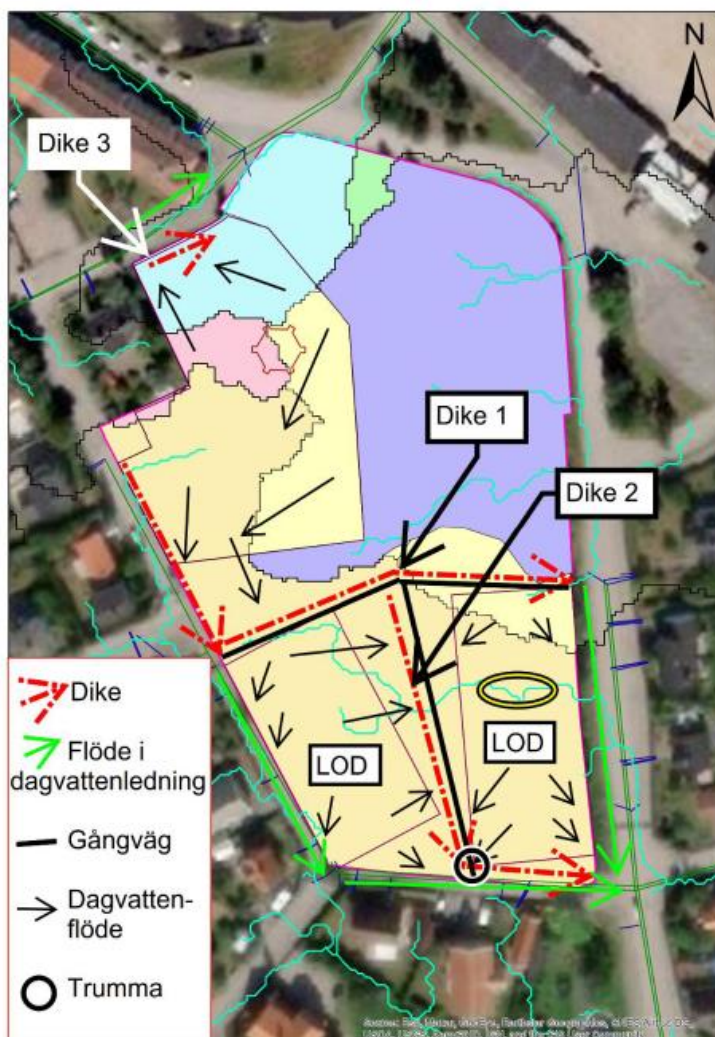 N
Dike 3
Dike 1
Dike 2
LOD
LOD
Dike
Flöde i
dagvattenledning
Gångväg
Dagvatten-
flöde
Trumma